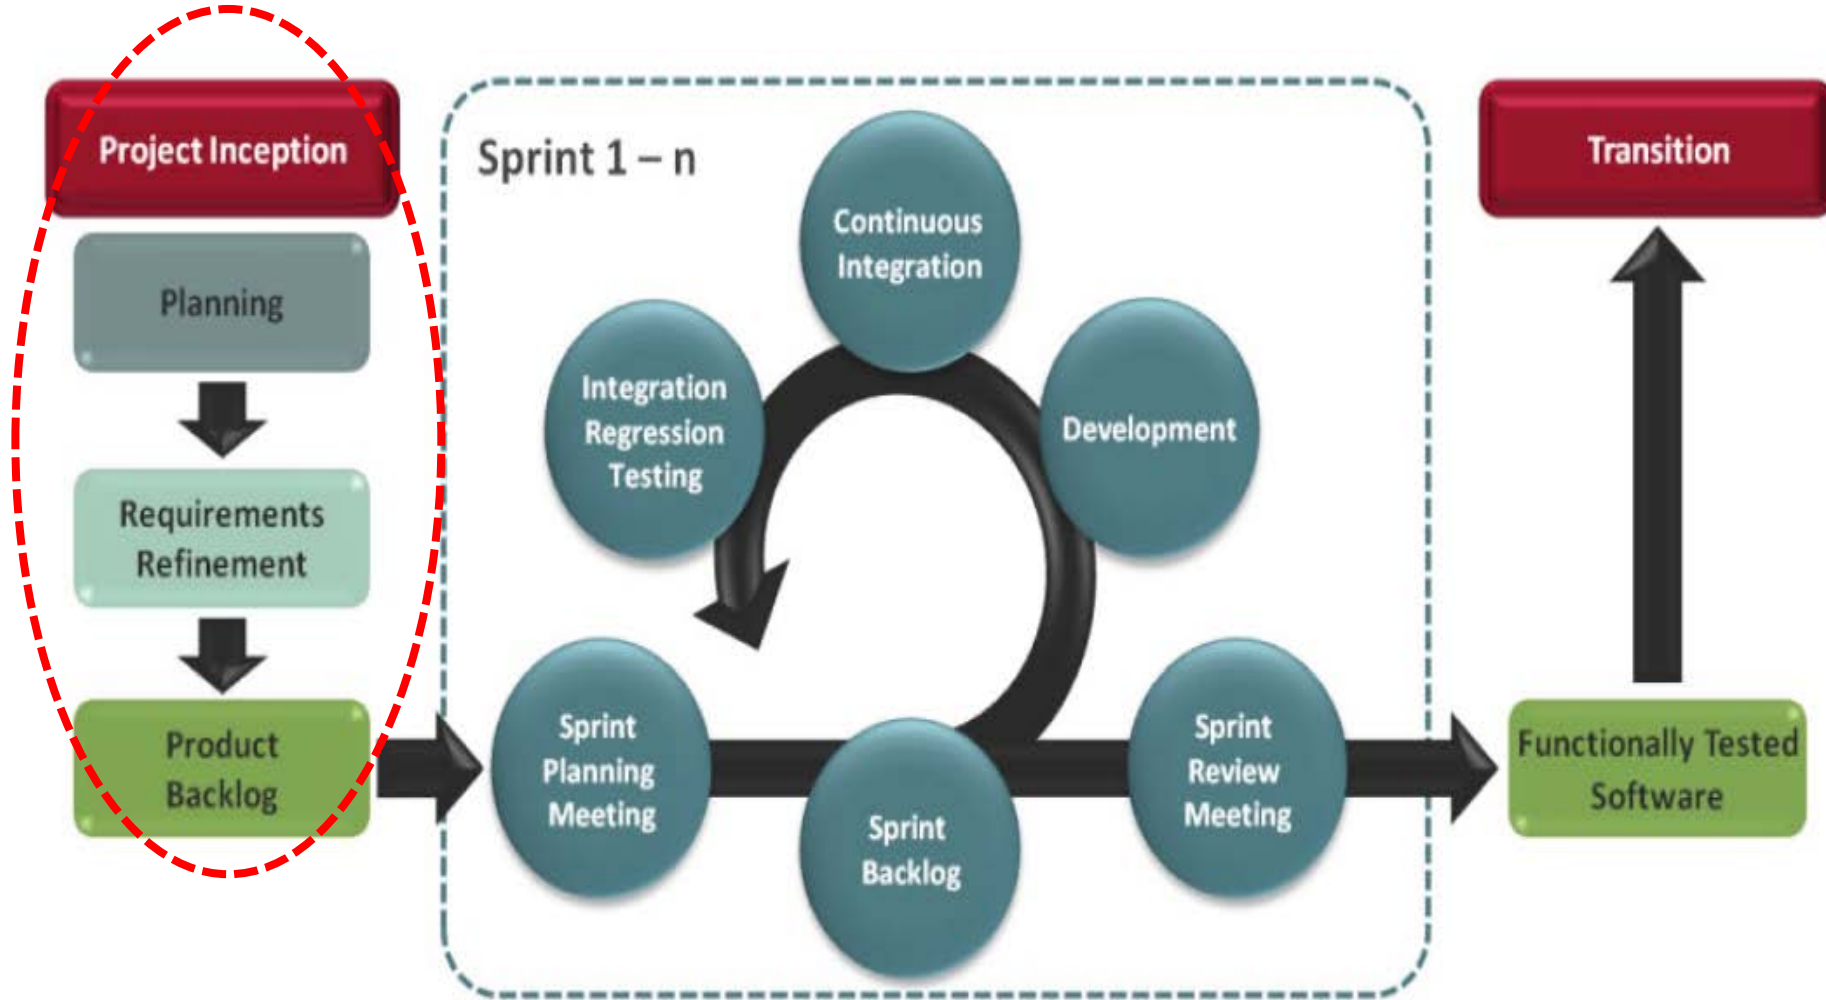 Project Inception
Planning
Requirements
Refinement
Product
Backlog
Sprint 1 – n
Continuous
Integration
Integration
Regression
Testing
Development
Sprint
Planning
Meeting
Sprint
Backlog
Sprint
Review
Meeting
Transition
Functionally Tested
Software